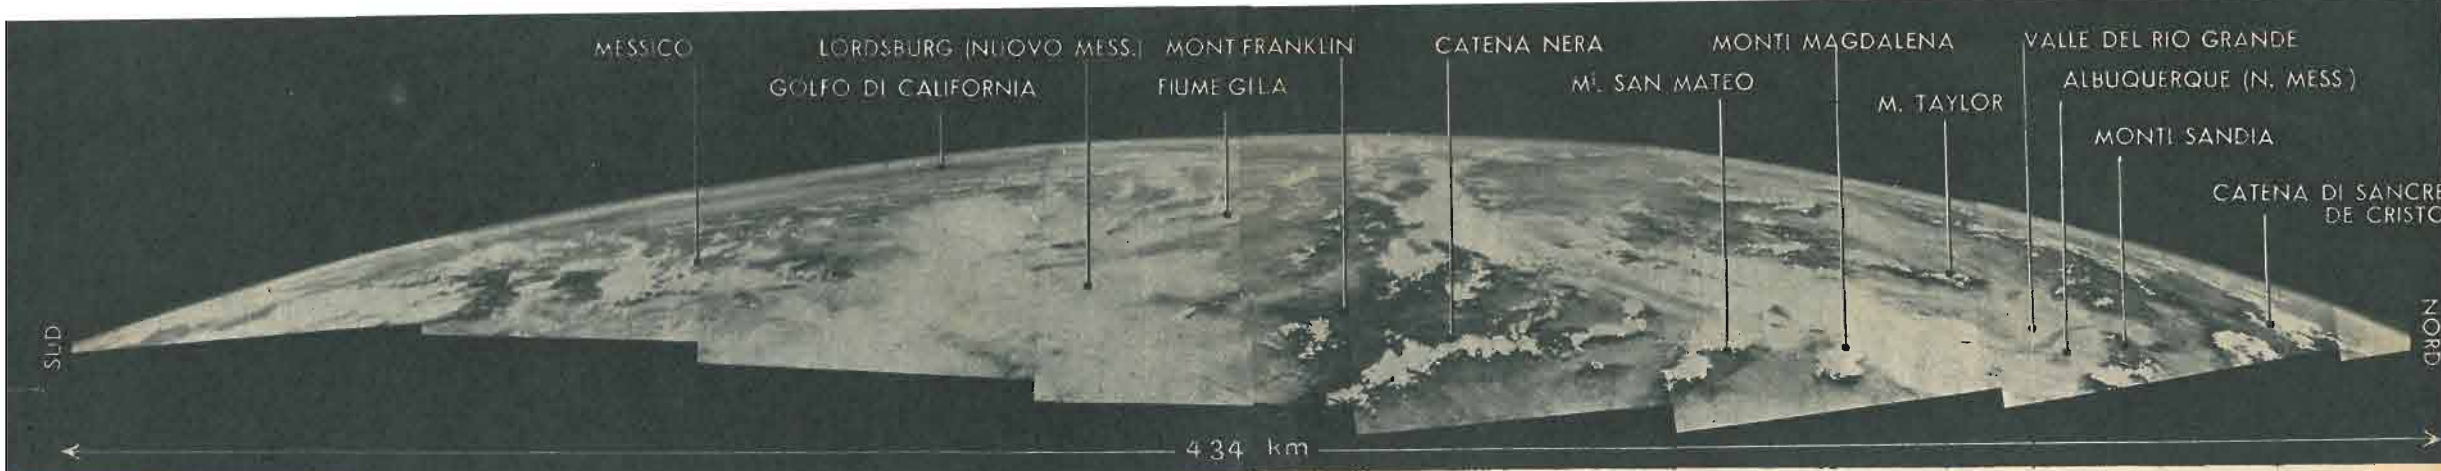 MESSICO
LORDSBURG (NUOVO MESS.)
MONT FRANKLIN
CATENA NERA
MONTI MAGDALENA
VALLE DEL RIO GRANDE
GOLFO DI CALIFORNIA
FIUME GILA
Mi. SAN MATEO
M. TAYLOR
ALBUQUERQUE (N. MESS)
MONTI SANDIA
CATENA DI SANCRE
DE CRISTO
SUD
NORD
434 km